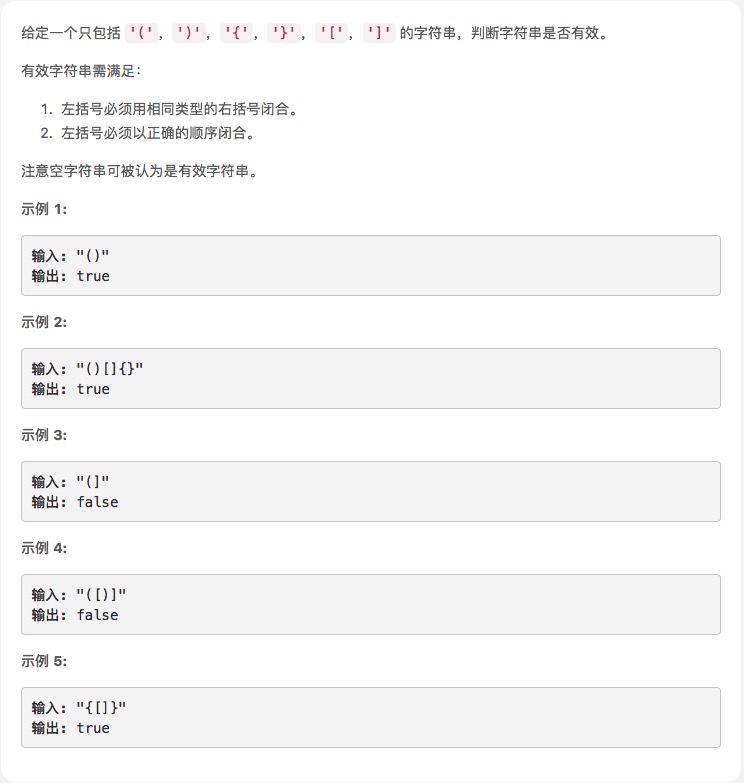 给定一个只包括 '('，')'，'{'，'}'，'['，']' 的字符串，判断字符串是否有效。
有效字符串需满足：
1. 左括号必须用相同类型的右括号闭合。
2. 左括号必须以正确的顺序闭合。
注意空字符串可被认为是有效字符串。
示例 1:
输入: "()"
输出: true
示例 2:
输入: "()[]{}"
输出: true
示例 3:
输入: "(]"
输出: false
示例 4:
输入: "([)]"
输出: false
示例 5:
输入: "{[]}"
输出: true